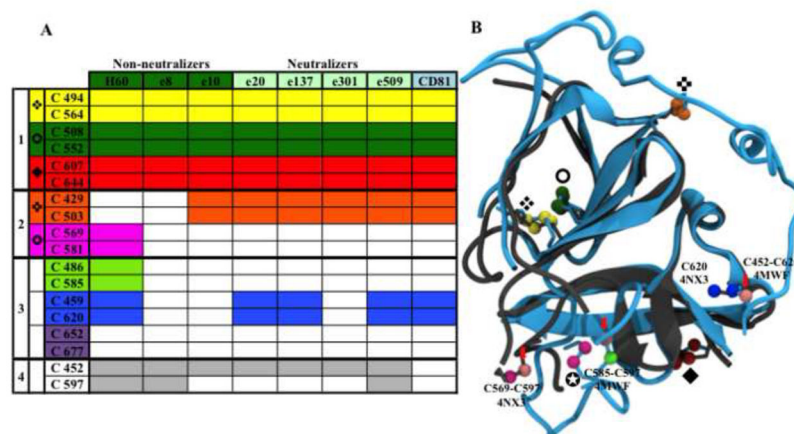 A
B
Non-neutralizers Neutralizers
H60 e8 e10 e20 e137 e301 e509 CD81
1
C 494
C 564
C 508
C 552
C 607
C 644
2
C 429
C 503
C 569
C 581
3
C 486
C 585
C 459
C 620
C 652
C 677
4
C 452
C 597
C620
4NX3
C452-C62
4MWF
C569-C597
4NX3
C585-C597
4MWF